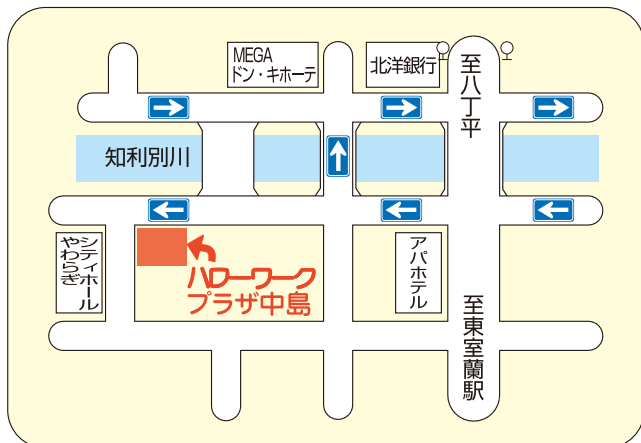 MEGA
ドン・キホーテ
北洋銀行
至八丁平
知利別川
シティホール
やわらぎ
ハローワーク
プラザ中島
アパホテル
至東室蘭駅